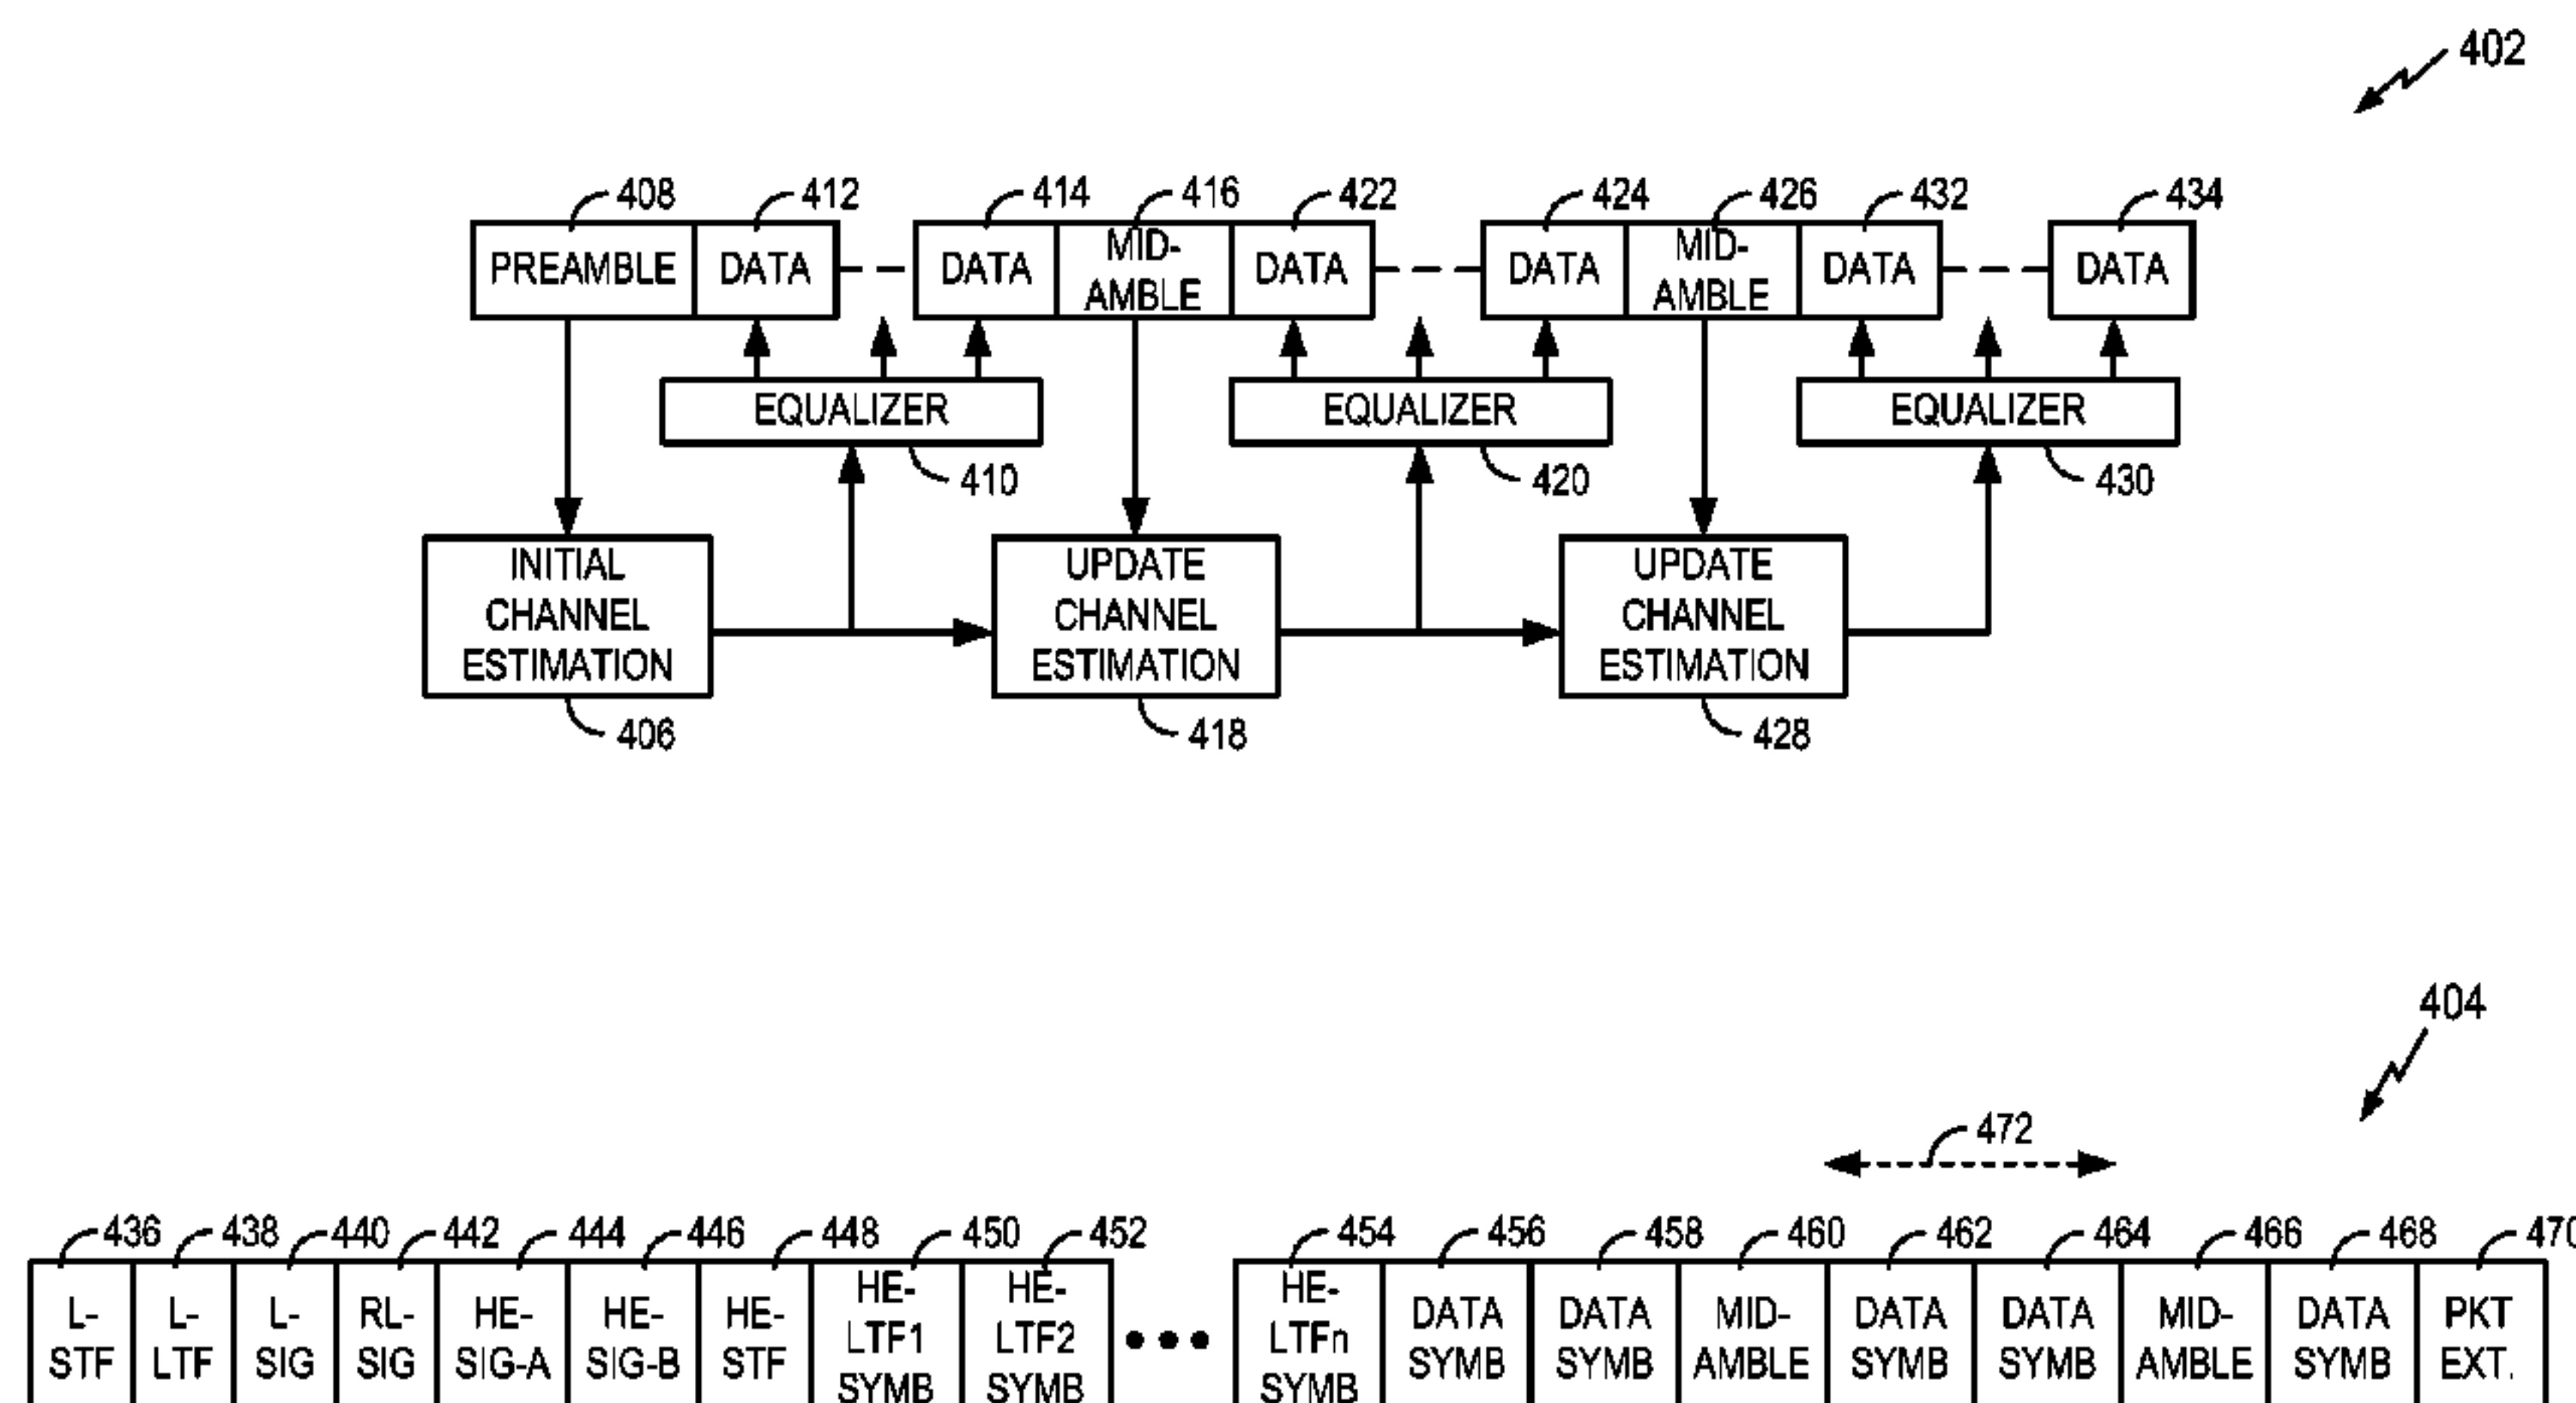 402
408 412 414 416 422 424 426 432 434
PREAMBLE DATA DATA MID- DATA DATA MID- DATA DATA
AMBLE AMBLE
EQUALIZER EQUALIZER EQUALIZER
410 420 430
INITIAL UPDATE UPDATE
CHANNEL CHANNEL CHANNEL
ESTIMATION ESTIMATION ESTIMATION
406 418 428
404
472
436 438 440 442 444 446 448 450 452 454 456 458 460 462 464 466 468 470
L- L- L- RL- HE- HE- HE- HE- HE- HE- DATA DATA MID- DATA DATA MID- DATA PKT
STF LTF SIG SIG SIG-A SIG-B STF LTF1 LTF2 LTFn SYMB SYMB AMBLE SYMB SYMB AMBLE SYMB EXT.
SYMB SYMB SYMB